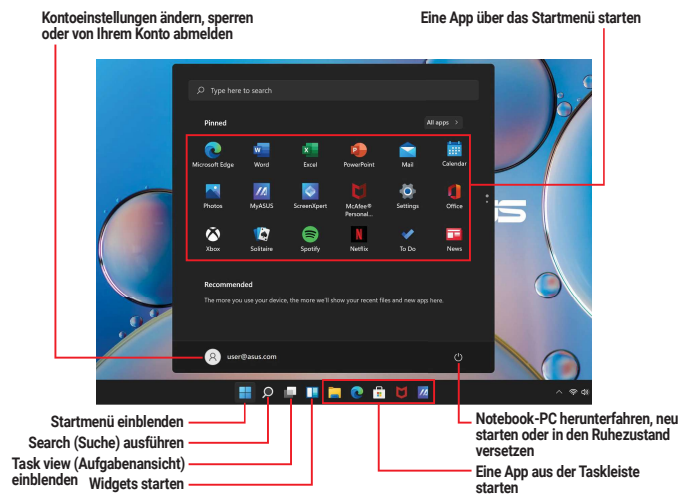 Kontoeinstellungen ändern, sperren
oder von Ihrem Konto abmelden
Eine App über das Startmenü starten
Type here to search
Pinned
All apps >
Microsoft Edge
Word
Excel
PowerPoint
Mail
Calendar
Photos
MyASUS
ScreenXpert
McAfee®
Personal...
Settings
Office
Xbox
Solitaire
Spotify
Netflix
To Do
News
Recommended
The more you use your device, the more we'll show your recent files and new apps here.
user@asus.com
Startmenü einblenden
Search (Suche) ausführen
Task view (Aufgabenansicht)
einblenden
Widgets starten
Notebook-PC herunterfahren, neu
starten oder in den Ruhezustand
versetzen
Eine App aus der Taskleiste
starten